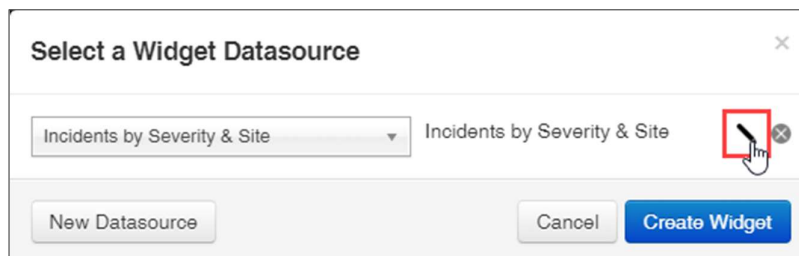 Select a Widget Datasource
Incidents by Severity & Site
Incidents by Severity & Site
New Datasource
Cancel
Create Widget